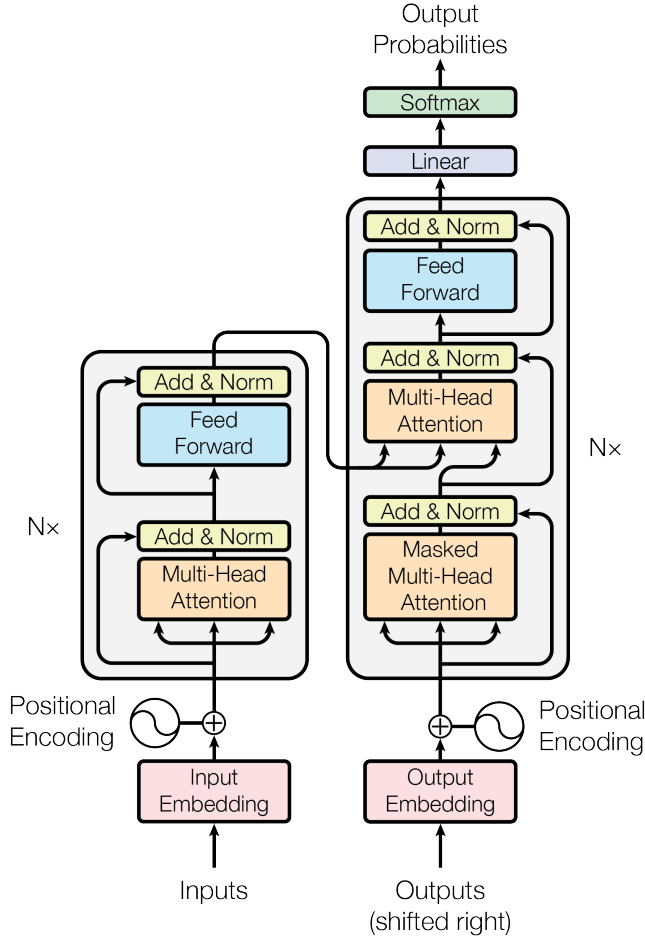 Output
Probabilities
Softmax
Linear
Add & Norm
Feed
Forward
Add & Norm
Multi-Head
Attention
Add & Norm
Masked
Multi-Head
Attention
N×
Add & Norm
Feed
Forward
Add & Norm
Multi-Head
Attention
N×
Positional
Encoding
Positional
Encoding
Input
Embedding
Output
Embedding
Inputs
Outputs
(shifted right)